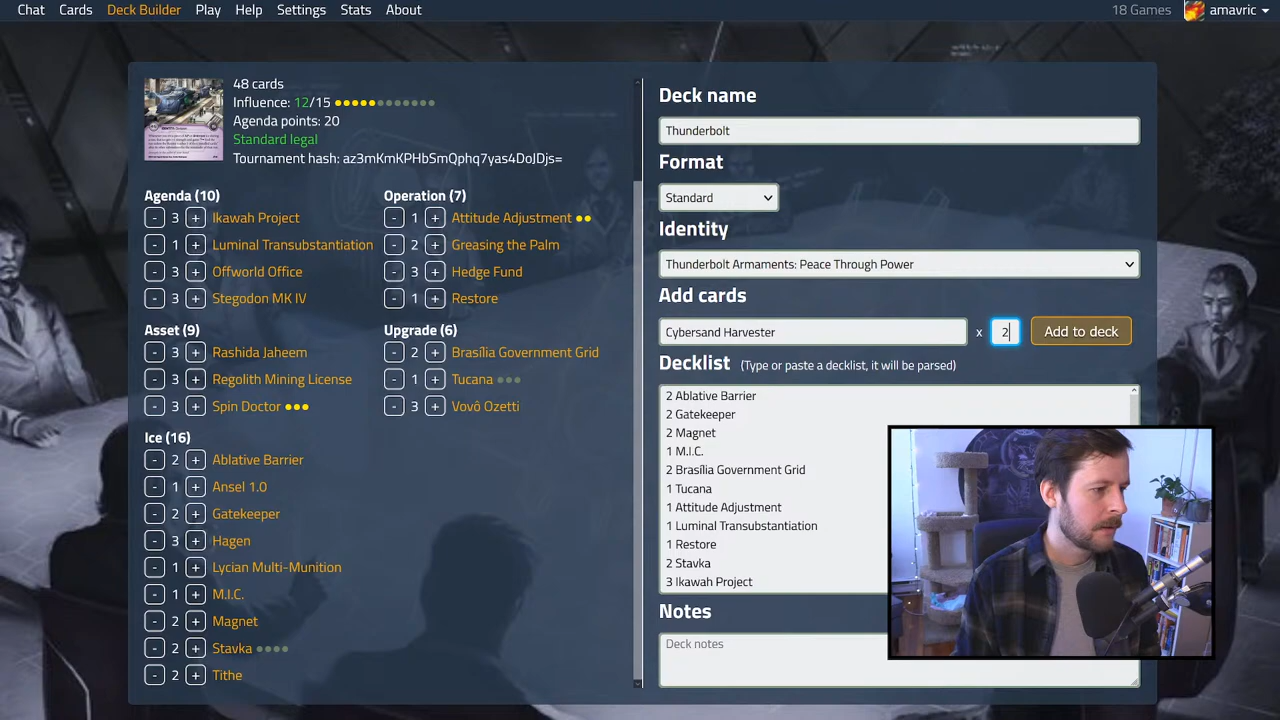 Chat Cards Deck Builder Play Help Settings Stats About 18 Games amavric
48 cards
Influence: 12/15
Agenda points: 20
Standard legal
Tournament hash: az3mKmKPHbSmQphq7yas4DoJDjs=
Agenda (10)
- 3 + Ikawah Project
- 1 + Luminal Transubstantiation
- 3 + Offworld Office
- 3 + Stegodon MK IV
Asset (9)
- 3 + Rashida Jaheem
- 3 + Regolith Mining License
- 3 + Spin Doctor
Ice (16)
- 2 + Ablative Barrier
- 1 + Ansel 1.0
- 2 + Gatekeeper
- 3 + Hagen
- 1 + Lycian Multi-Munition
- 1 + M.I.C.
- 2 + Magnet
- 2 + Stavka
- 2 + Tithe
Operation (7)
- 1 + Attitude Adjustment
- 2 + Greasing the Palm
- 3 + Hedge Fund
- 1 + Restore
Upgrade (6)
- 2 + Brasília Government Grid
- 1 + Tucana
- 3 + Vovô Ozetti
Deck name
Thunderbolt
Format
Standard
Identity
Thunderbolt Armaments: Peace Through Power
Add cards
Cybersand Harvester x 2 Add to deck
Decklist (Type or paste a decklist, it will be parsed)
2 Ablative Barrier
2 Gatekeeper
2 Magnet
1 M.I.C.
2 Brasília Government Grid
1 Tucana
1 Attitude Adjustment
1 Luminal Transubstantiation
1 Restore
2 Stavka
3 Ikawah Project
Notes
Deck notes